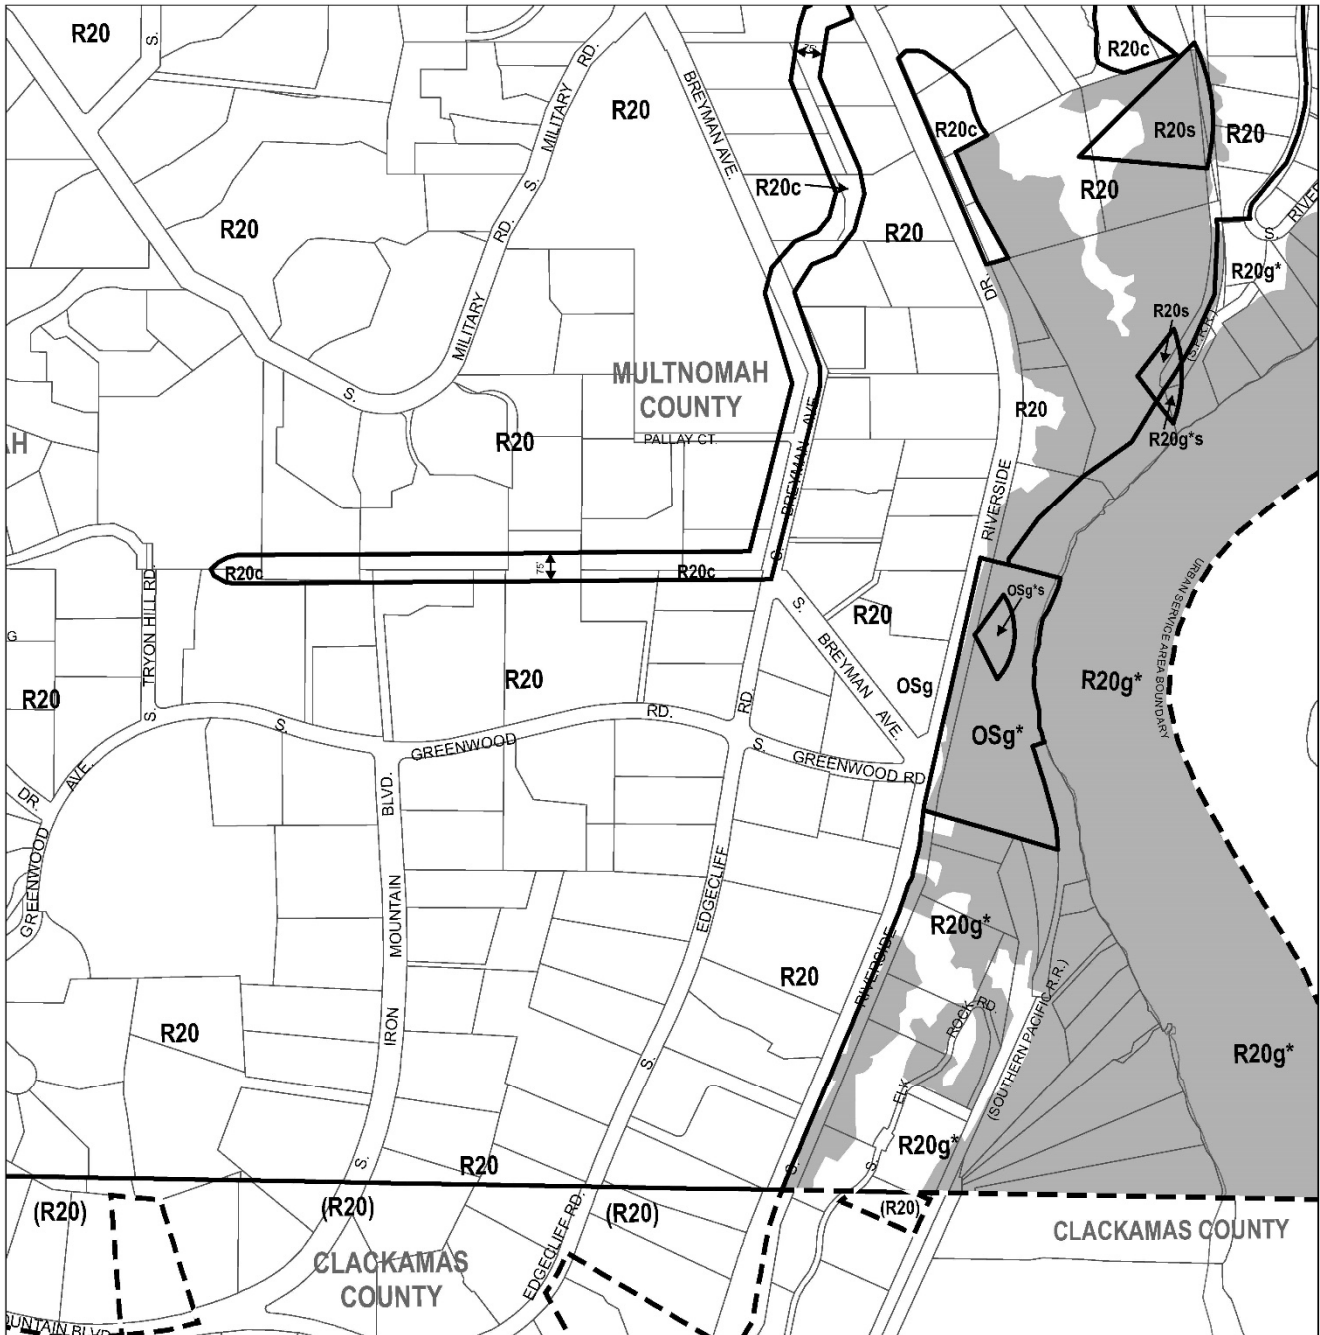 R20
S.
MILITARY
RD.
S.
RD.
MILITARY
S.
R20
R20
BREYMAN AVE.
75'
R20c
R20c
R20c
R20s
R20
R20
R20
DR.
S.
RIVER
R20g*
R20s
(S.P.R.R.)
R20g*s
MULTNOMAH
COUNTY
PALLAY CT.
R20
BREYMAN AVE.
S.
R20
RIVERSIDE
AH
R20c
75'
R20c
URBAN SERVICE AREA BOUNDARY
OSg*s
S.
BREYMAN AVE.
R20
OSg
R20g*
OSg*
G
R20
TRYON HILL RD.
S.
R20
S.
GREENWOOD
RD.
RD
S.
GREENWOOD RD
DR.
AVE.
GREENWOOD
BLVD.
MOUNTAIN
IRON
S.
EDGECLIFF
S.
R20
R20
R20
RIVERSIDE
S.
R20g*
ROCK RD.
ELK
S.
(SOUTHERN PACIFIC R.R.)
R20g*
R20g*
(R20)
(R20)
(R20)
(R20)
EDGECLIFF RD.
CLACKAMAS
COUNTY
CLACKAMAS COUNTY
OUNTAIN BLVD